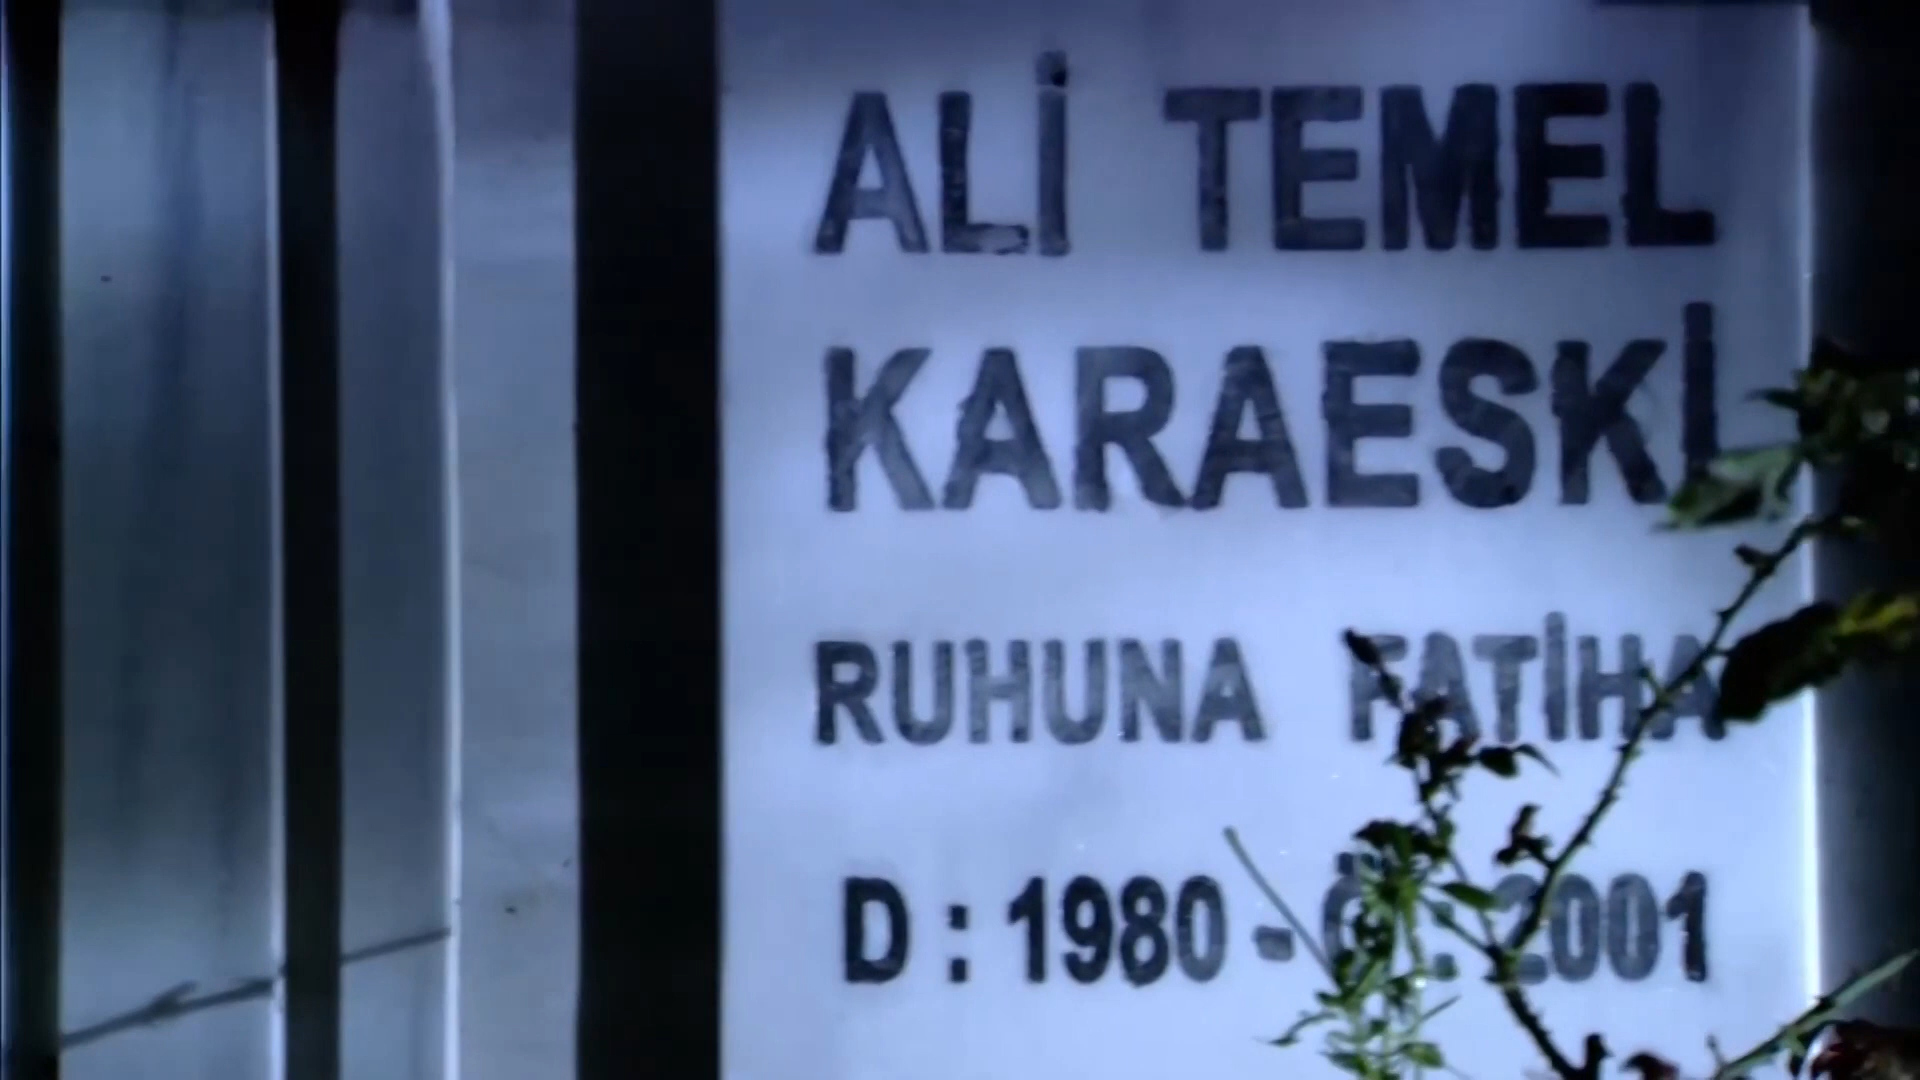 ALİ TEMEL
KARAESKİ
RUHUNA FATİHA
D : 1980 - Ö : 2001